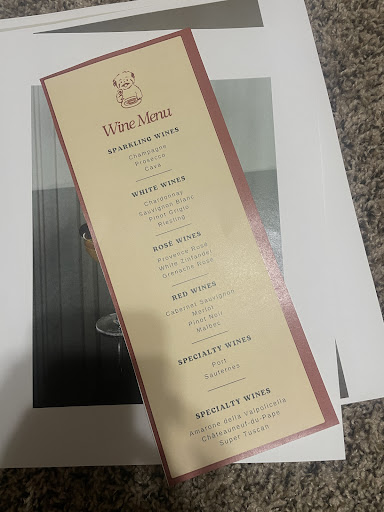 Wine Menu
SPARKLING WINES
Champagne
Prosecco
Cava
WHITE WINES
Chardonnay
Sauvignon Blanc
Pinot Grigio
Riesling
ROSÉ WINES
Provence Rosé
White Zinfandel
Grenache Rosé
RED WINES
Cabernet Sauvignon
Merlot
Pinot Noir
Malbec
SPECIALTY WINES
Port
Sauternes
SPECIALTY WINES
Amarone della Valpolicella
Châteauneuf-du-Pape
Super Tuscan